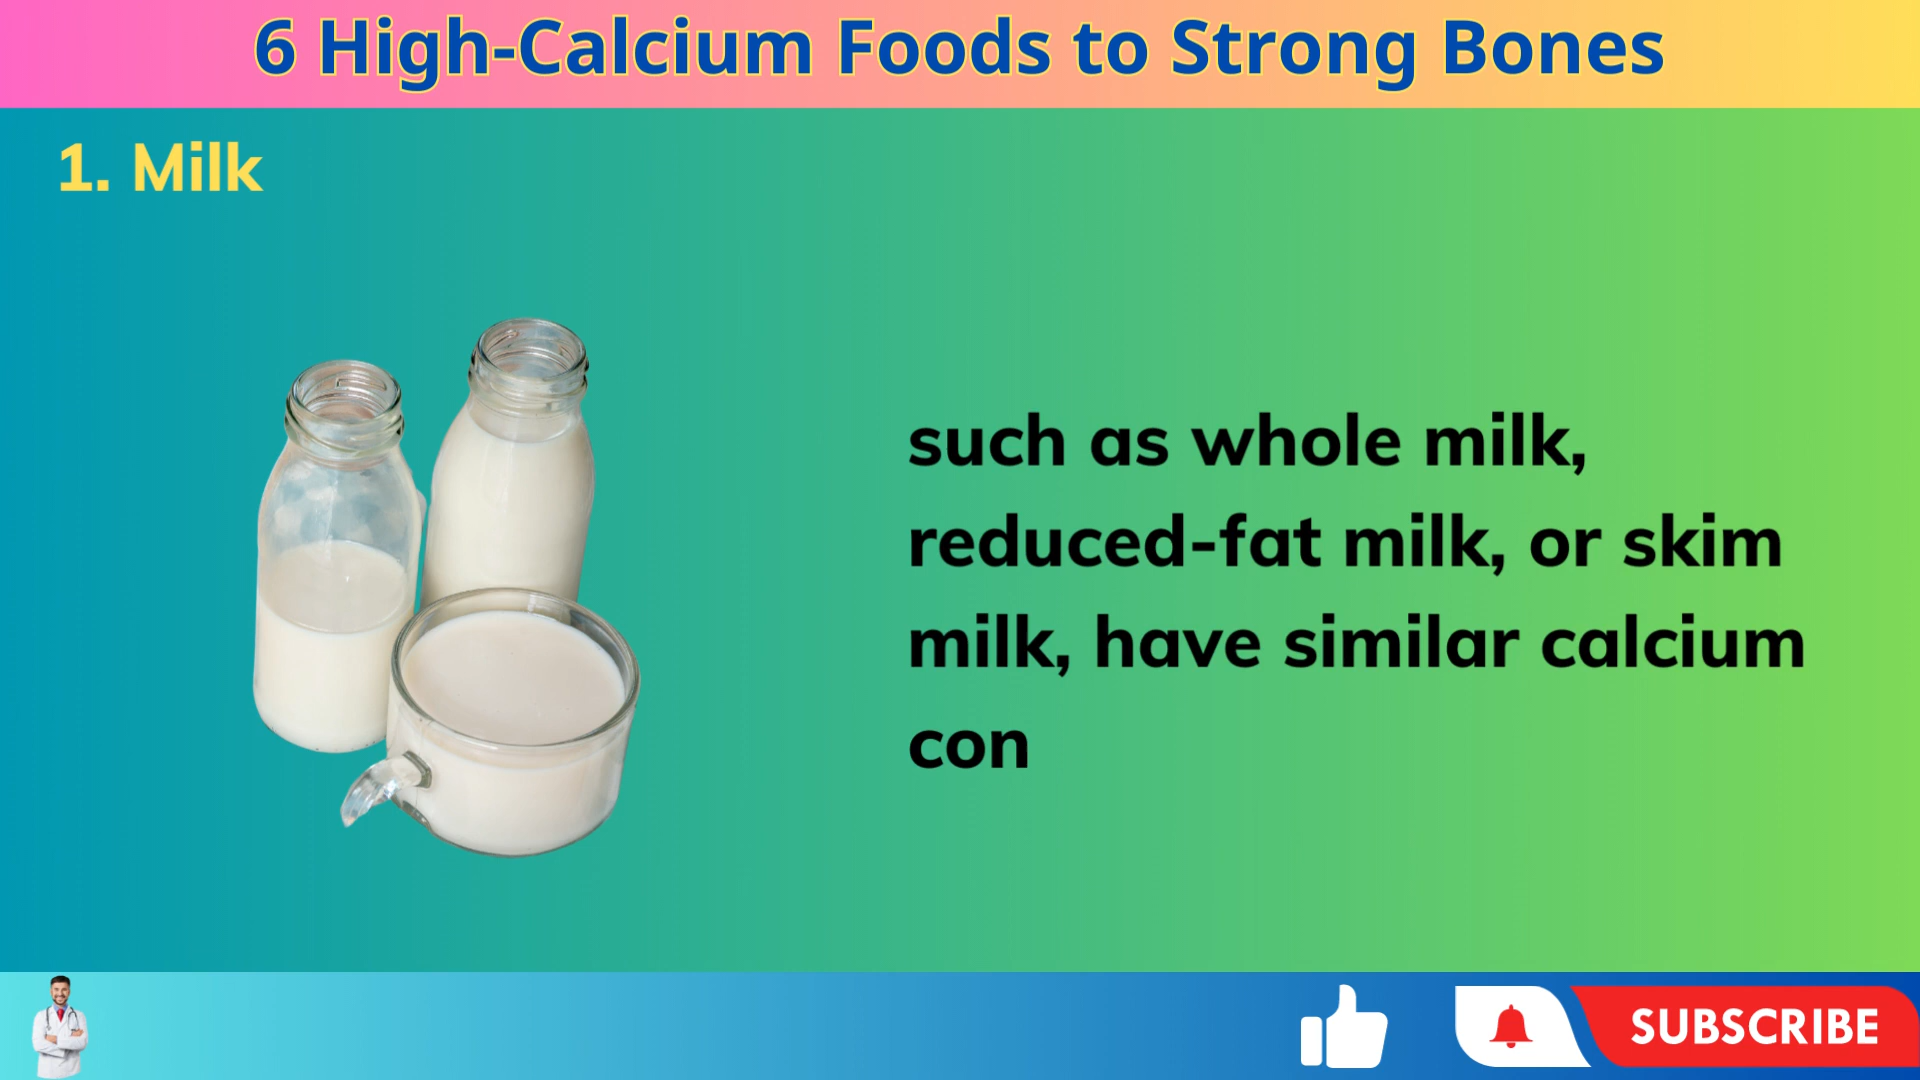 6 High-Calcium Foods to Strong Bones
1. Milk
such as whole milk,
reduced-fat milk, or skim
milk, have similar calcium
con
SUBSCRIBE